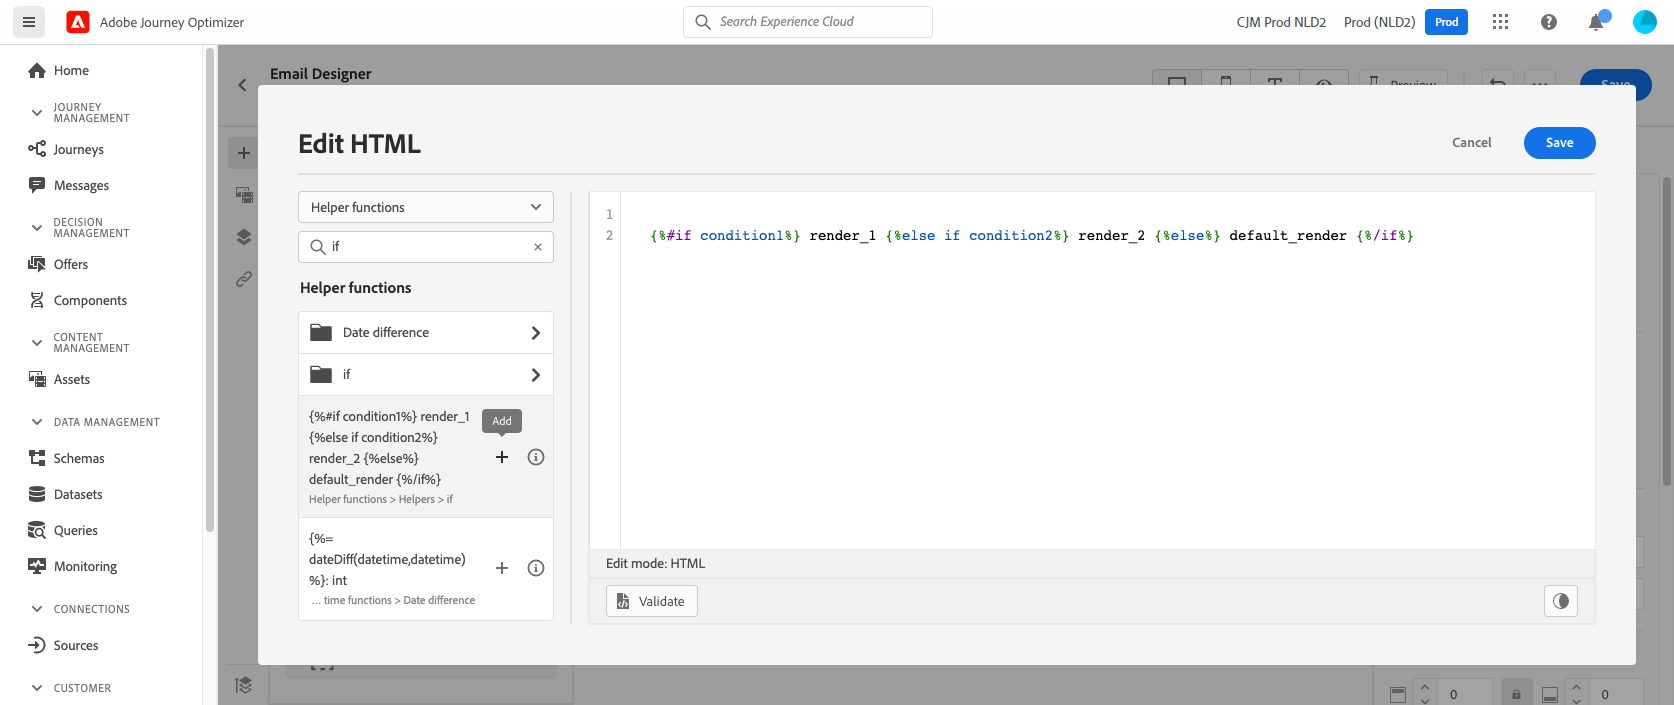 Adobe Journey Optimizer
Search Experience Cloud
CJM Prod NLD2
Prod (NLD2)
Prod
Home
JOURNEY
MANAGEMENT
Journeys
Messages
DECISION
MANAGEMENT
Offers
Components
CONTENT
MANAGEMENT
Assets
DATA MANAGEMENT
Schemas
Datasets
Queries
Monitoring
CONNECTIONS
Sources
CUSTOMER
Email Designer
Preview
Save
Edit HTML
Cancel
Save
Helper functions
if
Helper functions
Date difference
if
{%#if condition1%} render_1
{%else if condition2%}
render_2 {%else%}
default_render {%/if%}
Helper functions > Helpers > if
Add
{%=
dateDiff(datetime,datetime)
%}: int
... time functions > Date difference
1
2
{%#if condition1%} render_1 {%else if condition2%} render_2 {%else%} default_render {%/if%}
Edit mode: HTML
Validate
0
0